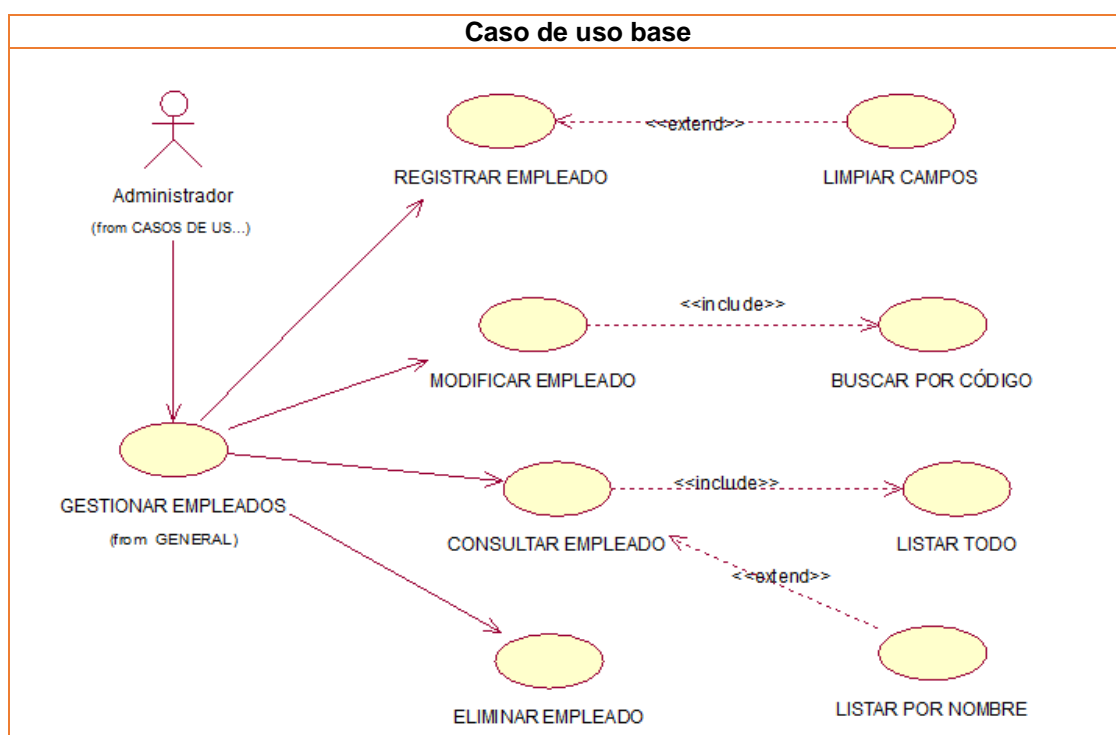 Caso de uso base
<<extend>>
REGISTRAR EMPLEADO
LIMPIAR CAMPOS
Administrador
(from CASOS DE US...)
<<include>>
MODIFICAR EMPLEADO
BUSCAR POR CÓDIGO
<<include>>
GESTIONAR EMPLEADOS
(from GENERAL)
CONSULTAR EMPLEADO
LISTAR TODO
<<extend>>
ELIMINAR EMPLEADO
LISTAR POR NOMBRE